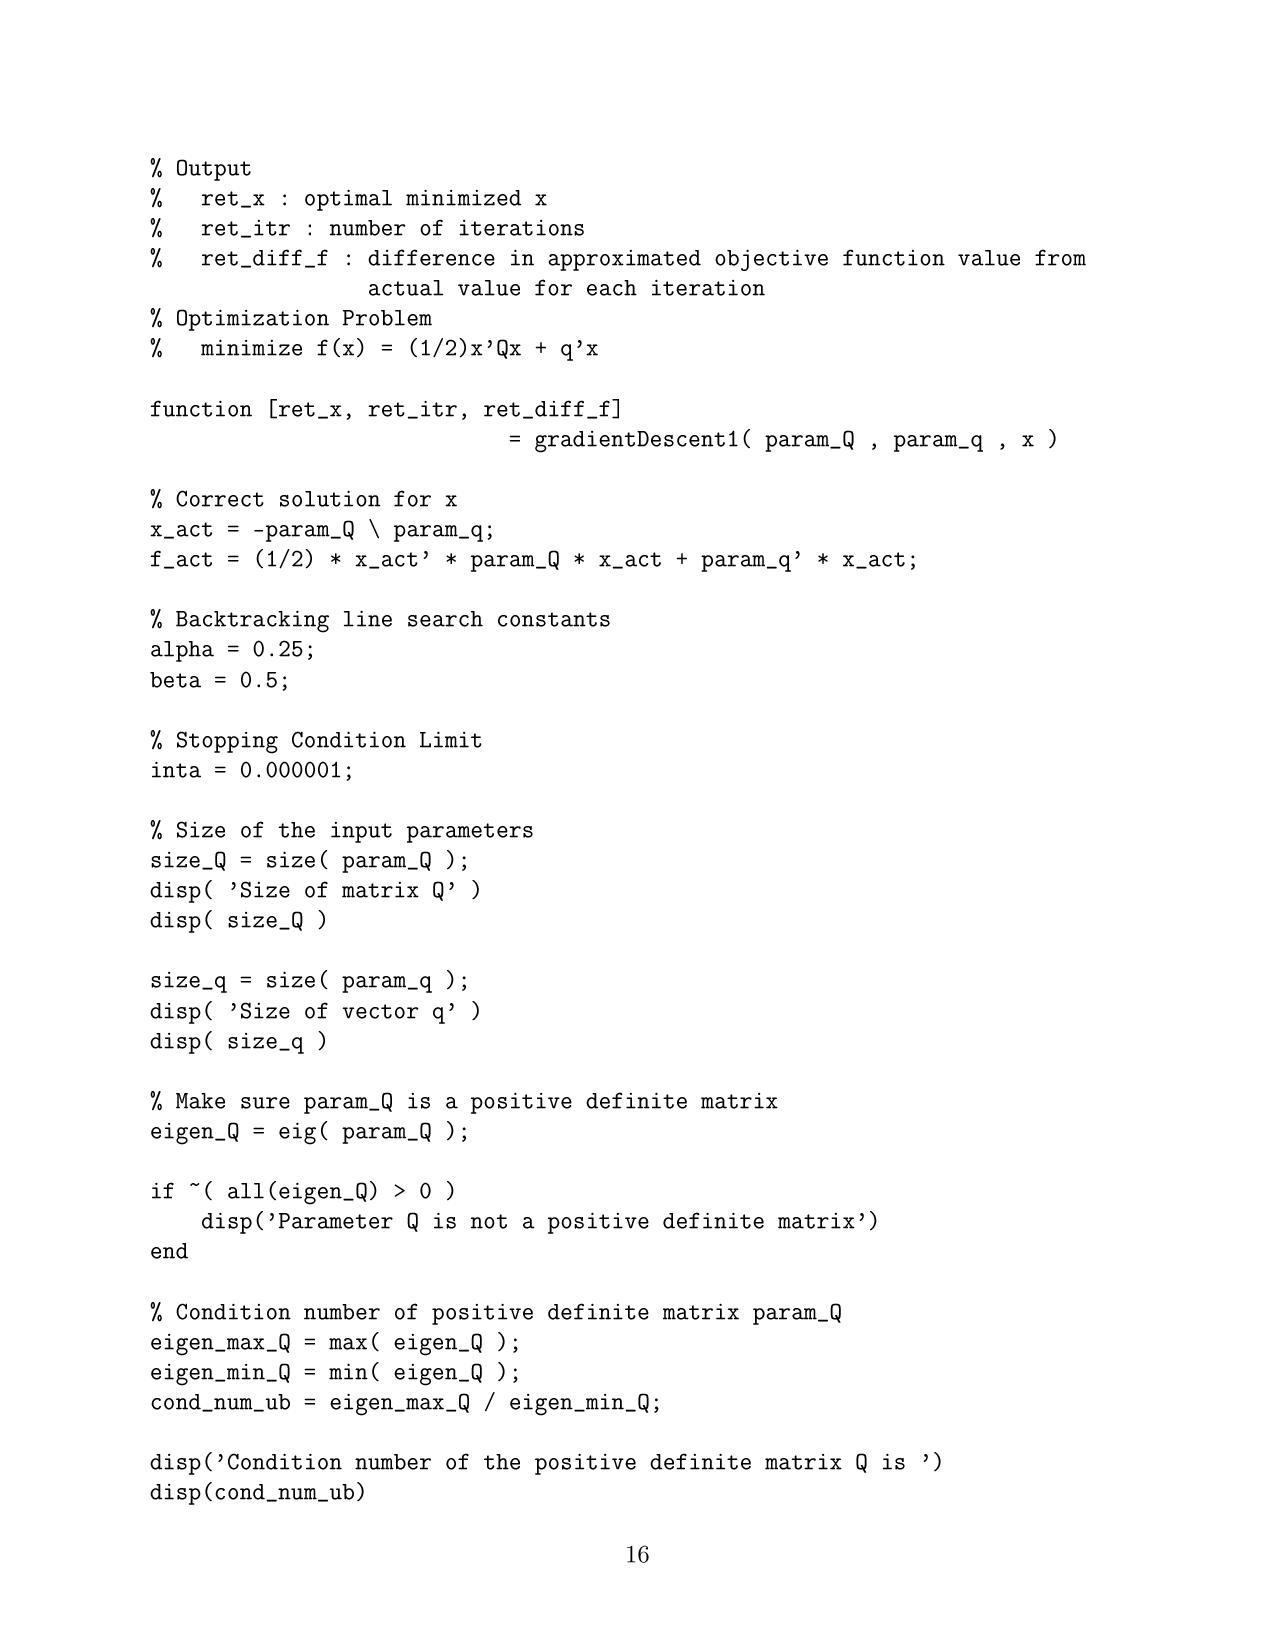 % Output
%   ret_x : optimal minimized x
%   ret_itr : number of iterations
%   ret_diff_f : difference in approximated objective function value from
                 actual value for each iteration
% Optimization Problem
%   minimize f(x) = (1/2)x’Qx + q’x

function [ret_x, ret_itr, ret_diff_f]
                            = gradientDescent1( param_Q , param_q , x )

% Correct solution for x
x_act = -param_Q \ param_q;
f_act = (1/2) * x_act’ * param_Q * x_act + param_q’ * x_act;

% Backtracking line search constants
alpha = 0.25;
beta = 0.5;

% Stopping Condition Limit
inta = 0.000001;

% Size of the input parameters
size_Q = size( param_Q );
disp( ’Size of matrix Q’ )
disp( size_Q )

size_q = size( param_q );
disp( ’Size of vector q’ )
disp( size_q )

% Make sure param_Q is a positive definite matrix
eigen_Q = eig( param_Q );

if ~( all(eigen_Q) > 0 )
    disp(’Parameter Q is not a positive definite matrix’)
end

% Condition number of positive definite matrix param_Q
eigen_max_Q = max( eigen_Q );
eigen_min_Q = min( eigen_Q );
cond_num_ub = eigen_max_Q / eigen_min_Q;

disp(’Condition number of the positive definite matrix Q is ’)
disp(cond_num_ub)

16